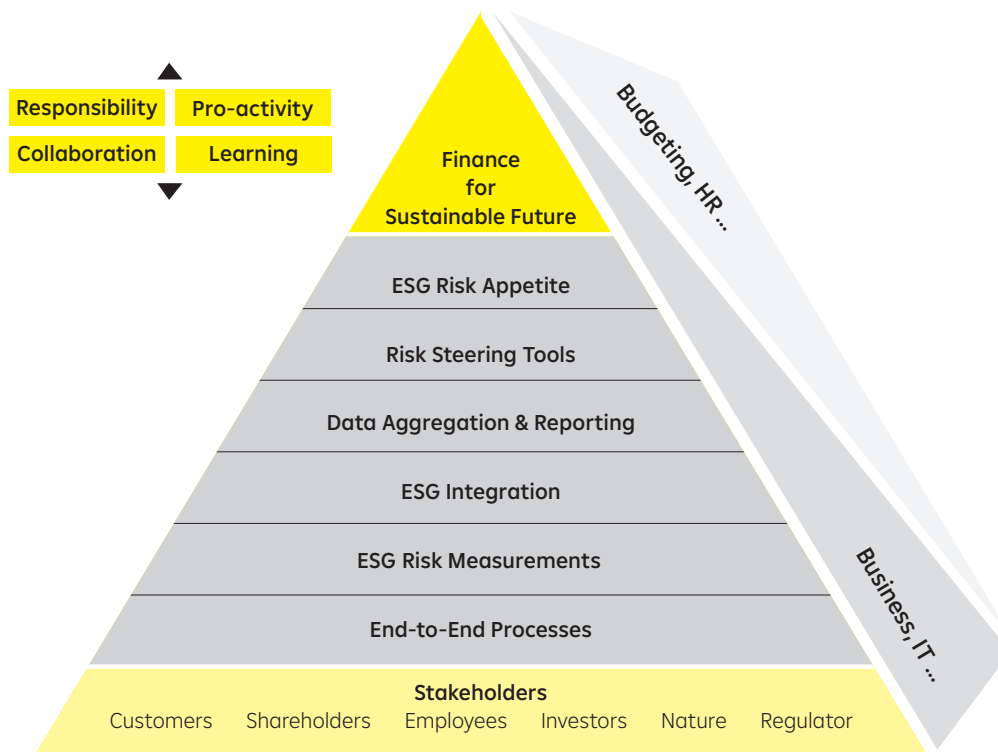 Responsibility Pro-activity
Collaboration Learning
Finance
for
Sustainable Future
ESG Risk Appetite
Risk Steering Tools
Data Aggregation & Reporting
ESG Integration
ESG Risk Measurements
End-to-End Processes
Stakeholders
Customers Shareholders Employees Investors Nature Regulator
Budgeting, HR ...
Business, IT ...